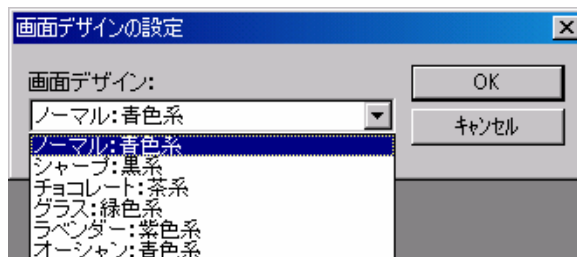 画面デザインの設定
画面デザイン:
OK
ノーマル:青色系
キャンセル
ノーマル:青色系
シャープ:黒系
チョコレート:茶系
グラス:緑色系
ラベンダー:紫色系
オーシャン:青色系